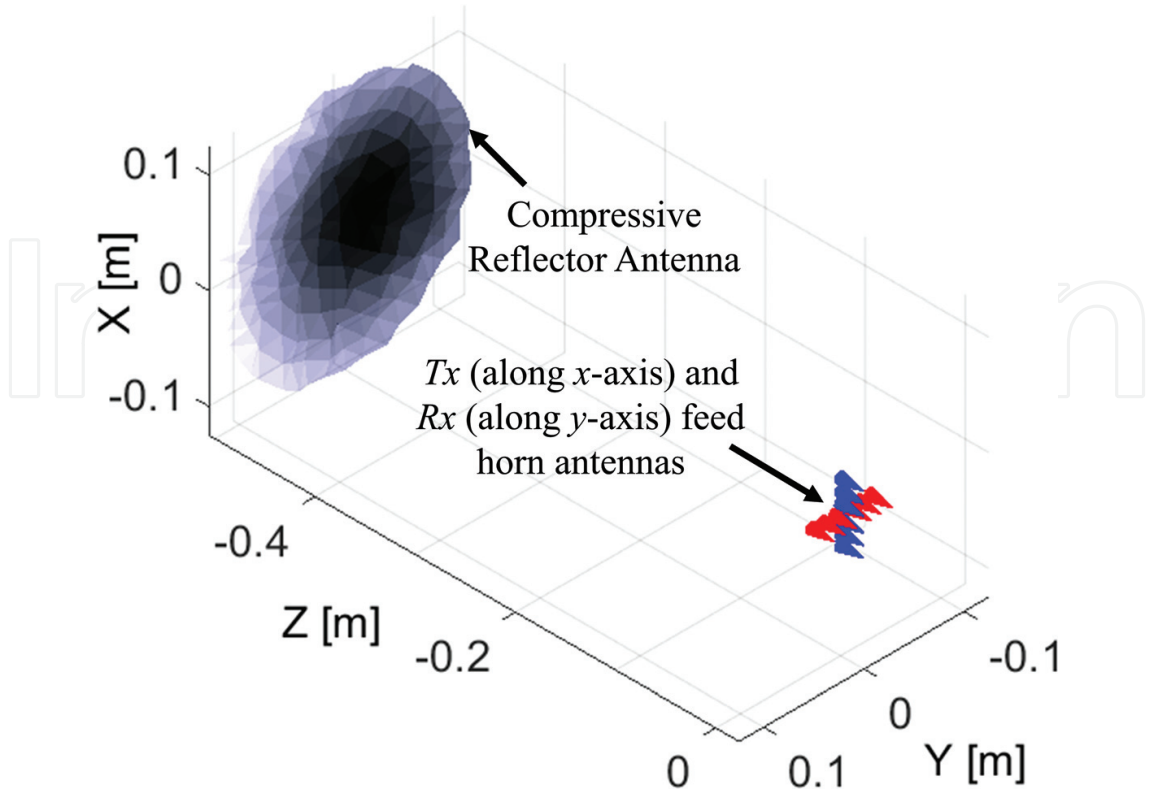 0.1
Compressive
Reflector Antenna
X [m]
0
Tx (along x-axis) and
Rx (along y-axis) feed
horn antennas
-0.1
-0.4
Z [m]
-0.2
0
-0.1
0
0.1
Y [m]